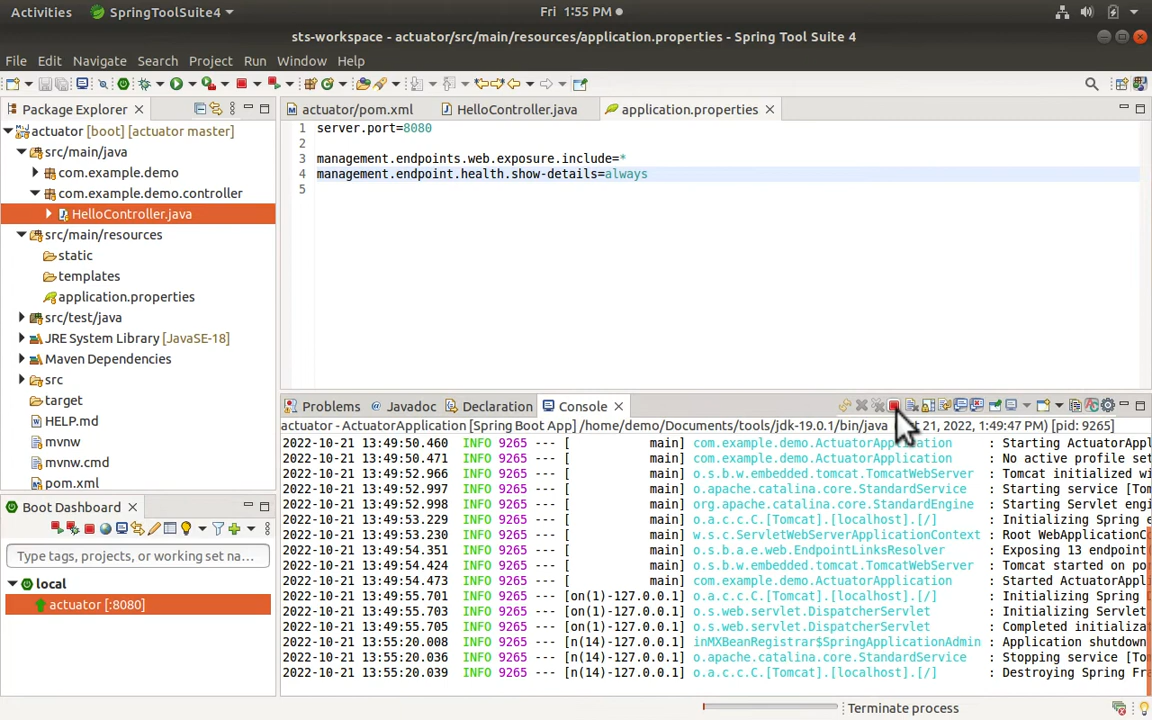 Activities SpringToolSuite4 Fri 1:55 PM
sts-workspace - actuator/src/main/resources/application.properties - Spring Tool Suite 4
File Edit Navigate Search Project Run Window Help
Package Explorer
actuator [boot] [actuator master]
src/main/java
com.example.demo
com.example.demo.controller
HelloController.java
src/main/resources
static
templates
application.properties
src/test/java
JRE System Library [JavaSE-18]
Maven Dependencies
src
target
HELP.md
mvnw
mvnw.cmd
pom.xml
Boot Dashboard
Type tags, projects, or working set na...
local
actuator [:8080]
actuator/pom.xml HelloController.java application.properties
1 server.port=8080
2
3 management.endpoints.web.exposure.include=*
4 management.endpoint.health.show-details=always
5
Problems Javadoc Declaration Console
actuator - ActuatorApplication [Spring Boot App] /home/demo/Documents/tools/jdk-19.0.1/bin/java 21, 2022, 1:49:47 PM) [pid: 9265]
2022-10-21 13:49:50.460 INFO 9265 --- [ main] com.example.demo.ActuatorApplication : Starting ActuatorAppl
2022-10-21 13:49:50.471 INFO 9265 --- [ main] com.example.demo.ActuatorApplication : No active profile set
2022-10-21 13:49:52.966 INFO 9265 --- [ main] o.s.b.w.embedded.tomcat.TomcatWebServer : Tomcat initialized wi
2022-10-21 13:49:52.997 INFO 9265 --- [ main] o.apache.catalina.core.StandardService : Starting service [Tom
2022-10-21 13:49:52.998 INFO 9265 --- [ main] org.apache.catalina.core.StandardEngine : Starting Servlet engi
2022-10-21 13:49:53.229 INFO 9265 --- [ main] o.a.c.c.C.[Tomcat].[localhost].[/] : Initializing Spring e
2022-10-21 13:49:53.230 INFO 9265 --- [ main] w.s.c.ServletWebServerApplicationContext : Root WebApplicationCo
2022-10-21 13:49:54.351 INFO 9265 --- [ main] o.s.b.a.e.web.EndpointLinksResolver : Exposing 13 endpoint(
2022-10-21 13:49:54.424 INFO 9265 --- [ main] o.s.b.w.embedded.tomcat.TomcatWebServer : Tomcat started on por
2022-10-21 13:49:54.473 INFO 9265 --- [ main] com.example.demo.ActuatorApplication : Started ActuatorAppli
2022-10-21 13:49:55.701 INFO 9265 --- [on(1)-127.0.0.1] o.a.c.c.C.[Tomcat].[localhost].[/] : Initializing Spring D
2022-10-21 13:49:55.703 INFO 9265 --- [on(1)-127.0.0.1] o.s.web.servlet.DispatcherServlet : Initializing Servlet
2022-10-21 13:49:55.705 INFO 9265 --- [on(1)-127.0.0.1] o.s.web.servlet.DispatcherServlet : Completed initializat
2022-10-21 13:55:20.008 INFO 9265 --- [n(14)-127.0.0.1] inMXBeanRegistrar$SpringApplicationAdmin : Application shutdown
2022-10-21 13:55:20.036 INFO 9265 --- [n(14)-127.0.0.1] o.apache.catalina.core.StandardService : Stopping service [Tom
2022-10-21 13:55:20.039 INFO 9265 --- [n(14)-127.0.0.1] o.a.c.c.C.[Tomcat].[localhost].[/] : Destroying Spring Fra
Terminate process